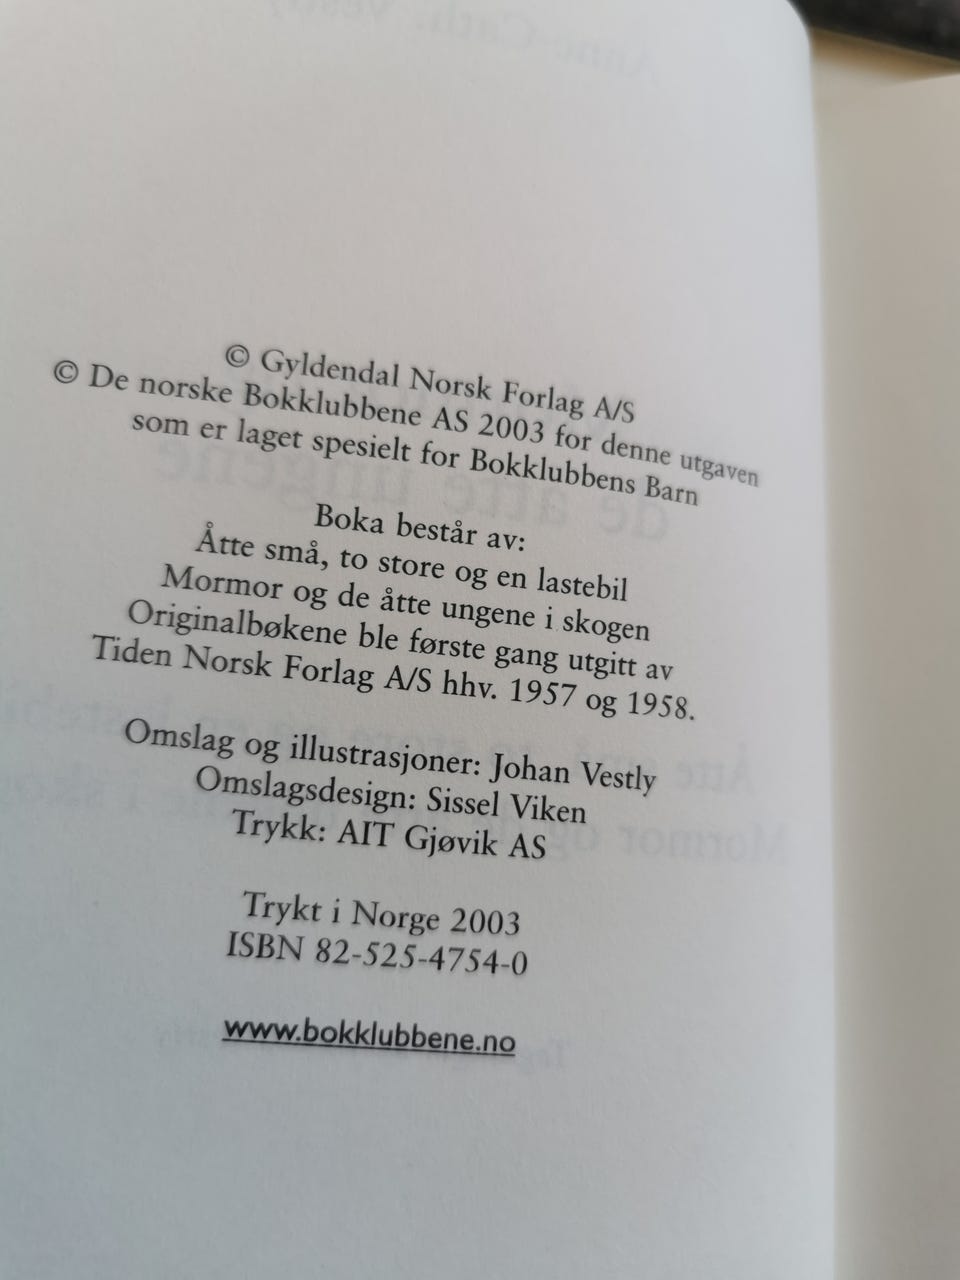 © Gyldendal Norsk Forlag A/S
© De norske Bokklubbene AS 2003 for denne utgaven
som er laget spesielt for Bokklubbens Barn
Boka består av:
Åtte små, to store og en lastebil
Mormor og de åtte ungene i skogen
Originalbøkene ble første gang utgitt av
Tiden Norsk Forlag A/S hhv. 1957 og 1958.
Omslag og illustrasjoner: Johan Vestly
Omslagsdesign: Sissel Viken
Trykk: AIT Gjøvik AS
Trykt i Norge 2003
ISBN 82-525-4754-0
www.bokklubbene.no